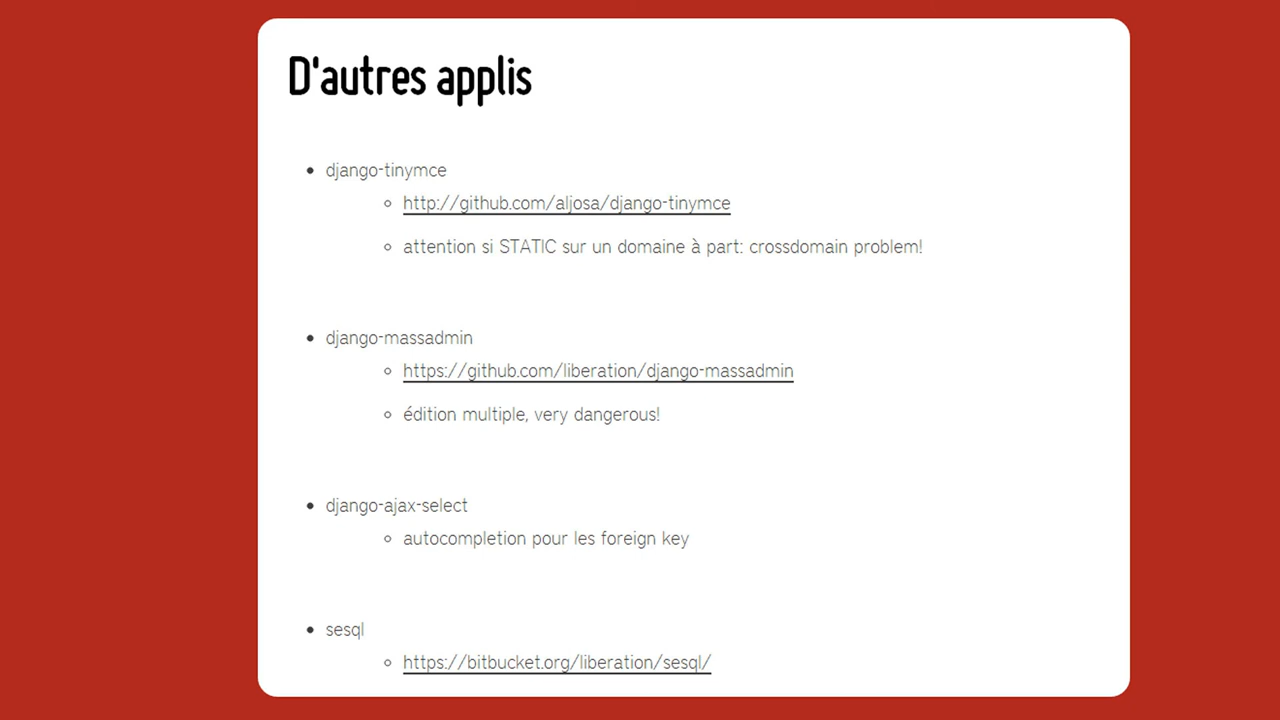 D'autres applis
django-tinymce
http://github.com/aljosa/django-tinymce
attention si STATIC sur un domaine à part: crossdomain problem!
django-massadmin
https://github.com/liberation/django-massadmin
édition multiple, very dangerous!
django-ajax-select
autocompletion pour les foreign key
sesql
https://bitbucket.org/liberation/sesql/